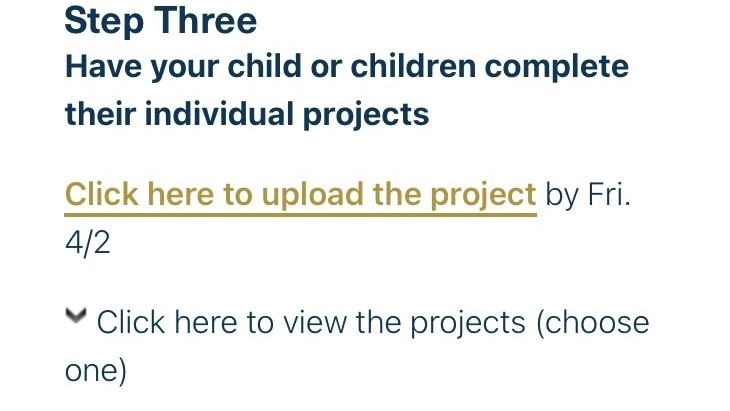 Step Three
Have your child or children complete
their individual projects
Click here to upload the project by Fri.
4/2
Click here to view the projects (choose
one)